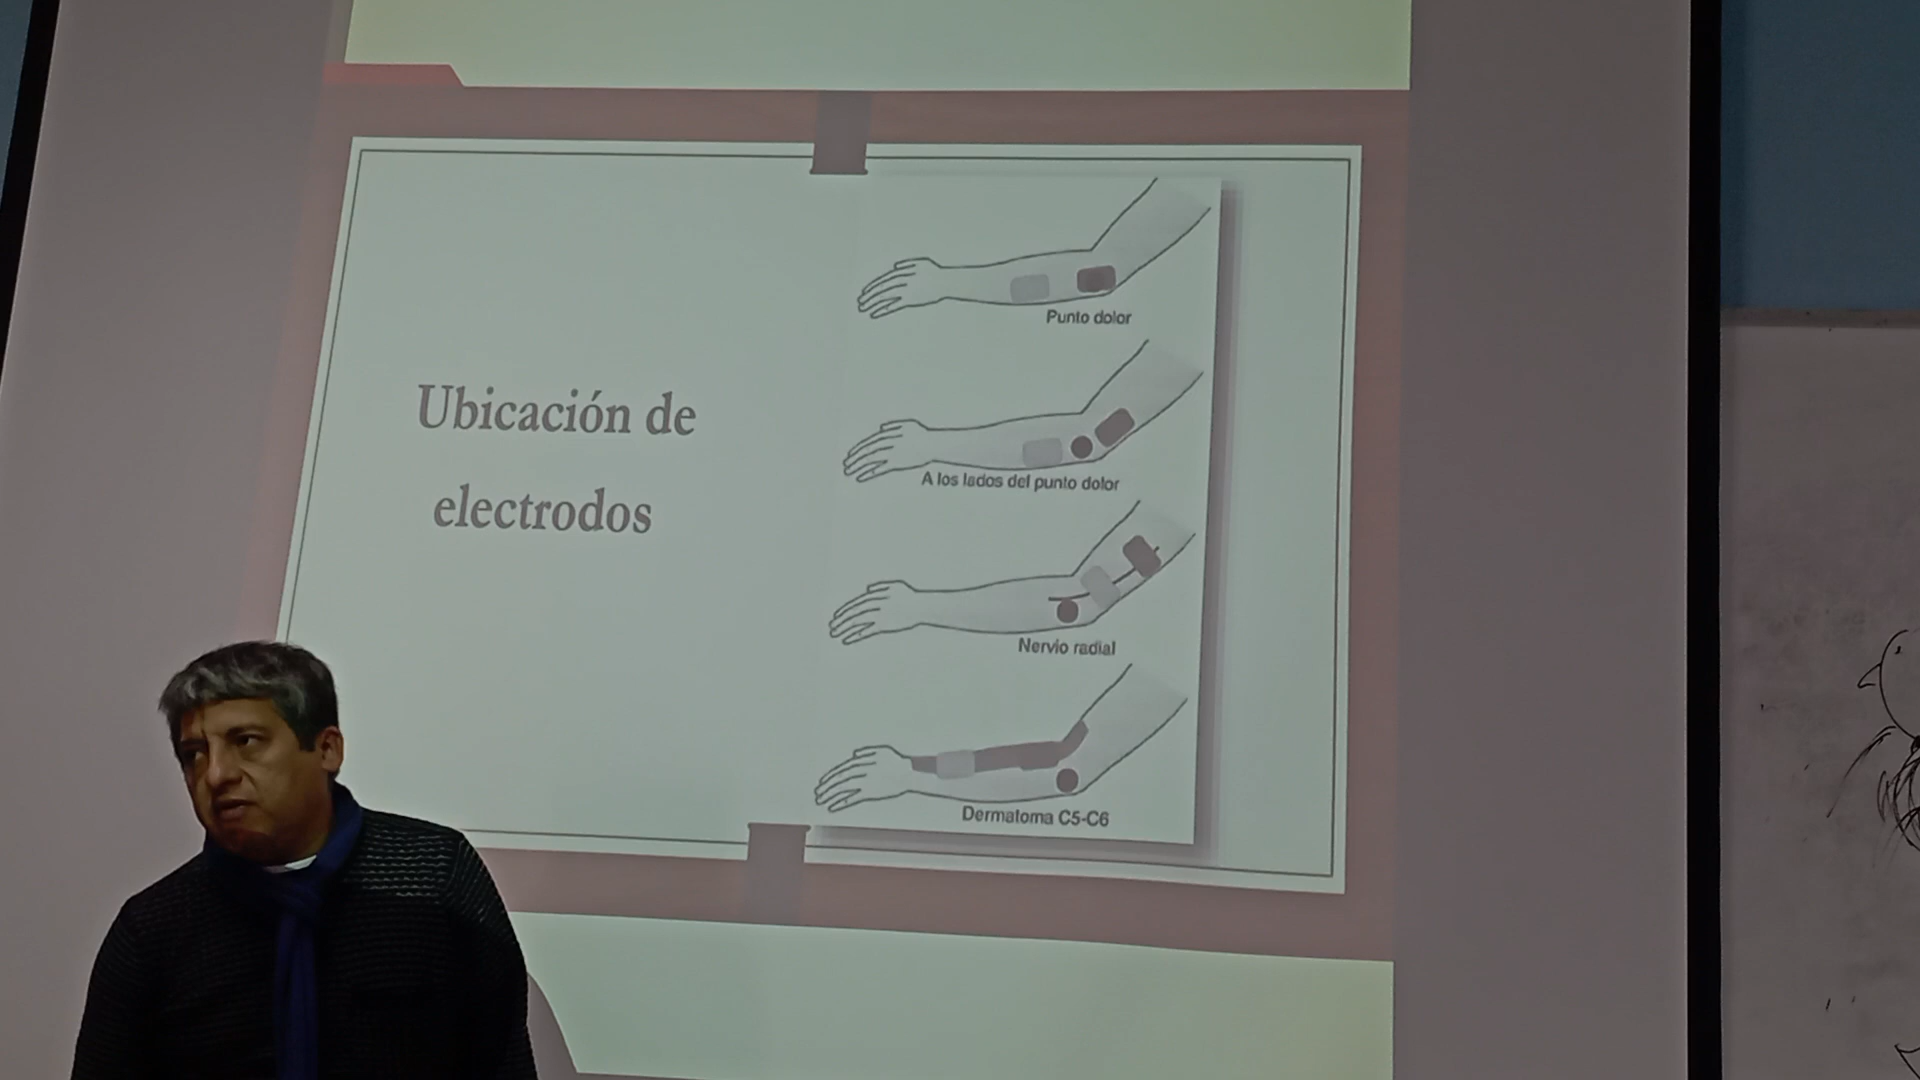 Ubicación de
electrodos
Punto dolor
A los lados del punto dolor
Nervio radial
Dermatoma C5-C6